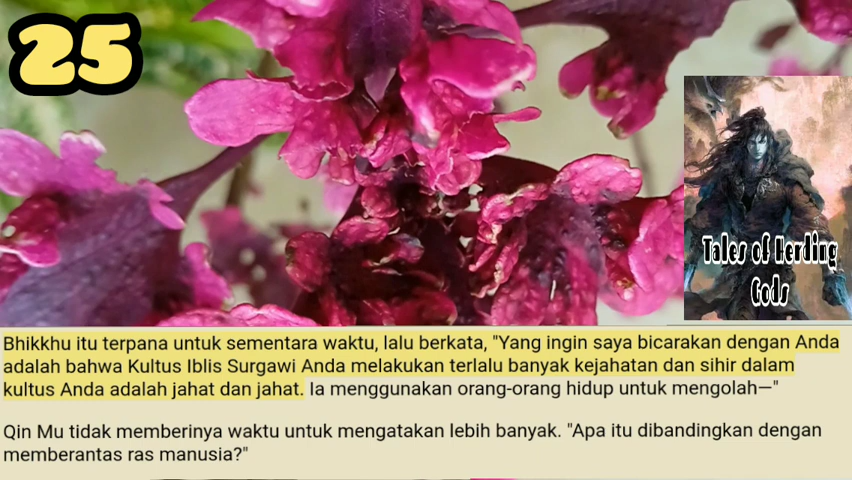 25
Tales of Herding
Gods
Bhikkhu itu terpana untuk sementara waktu, lalu berkata, "Yang ingin saya bicarakan dengan Anda
adalah bahwa Kultus Iblis Surgawi Anda melakukan terlalu banyak kejahatan dan sihir dalam
kultus Anda adalah jahat dan jahat. Ia menggunakan orang-orang hidup untuk mengolah—"
Qin Mu tidak memberinya waktu untuk mengatakan lebih banyak. "Apa itu dibandingkan dengan
memberantas ras manusia?"